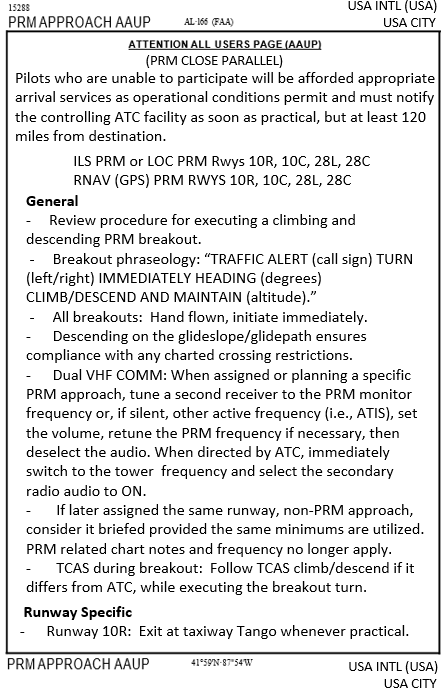 15288
USA INTL (USA)
PRM APPROACH AAUP
AL-166 (FAA)
USA CITY
ATTENTION ALL USERS PAGE (AAUP)
(PRM CLOSE PARALLEL)
Pilots who are unable to participate will be afforded appropriate
arrival services as operational conditions permit and must notify
the controlling ATC facility as soon as practical, but at least 120
miles from destination.
ILS PRM or LOC PRM Rwys 10R, 10C, 28L, 28C
RNAV (GPS) PRM RWYS 10R, 10C, 28L, 28C
General
- Review procedure for executing a climbing and
descending PRM breakout.
- Breakout phraseology: “TRAFFIC ALERT (call sign) TURN
(left/right) IMMEDIATELY HEADING (degrees)
CLIMB/DESCEND AND MAINTAIN (altitude).”
- All breakouts: Hand flown, initiate immediately.
- Descending on the glideslope/glidepath ensures
compliance with any charted crossing restrictions.
- Dual VHF COMM: When assigned or planning a specific
PRM approach, tune a second receiver to the PRM monitor
frequency or, if silent, other active frequency (i.e., ATIS), set
the volume, retune the PRM frequency if necessary, then
deselect the audio. When directed by ATC, immediately
switch to the tower frequency and select the secondary
radio audio to ON.
- If later assigned the same runway, non-PRM approach,
consider it briefed provided the same minimums are utilized.
PRM related chart notes and frequency no longer apply.
- TCAS during breakout: Follow TCAS climb/descend if it
differs from ATC, while executing the breakout turn.
Runway Specific
- Runway 10R: Exit at taxiway Tango whenever practical.
PRM APPROACH AAUP
41°59'N-87°54'W
USA INTL (USA)
USA CITY